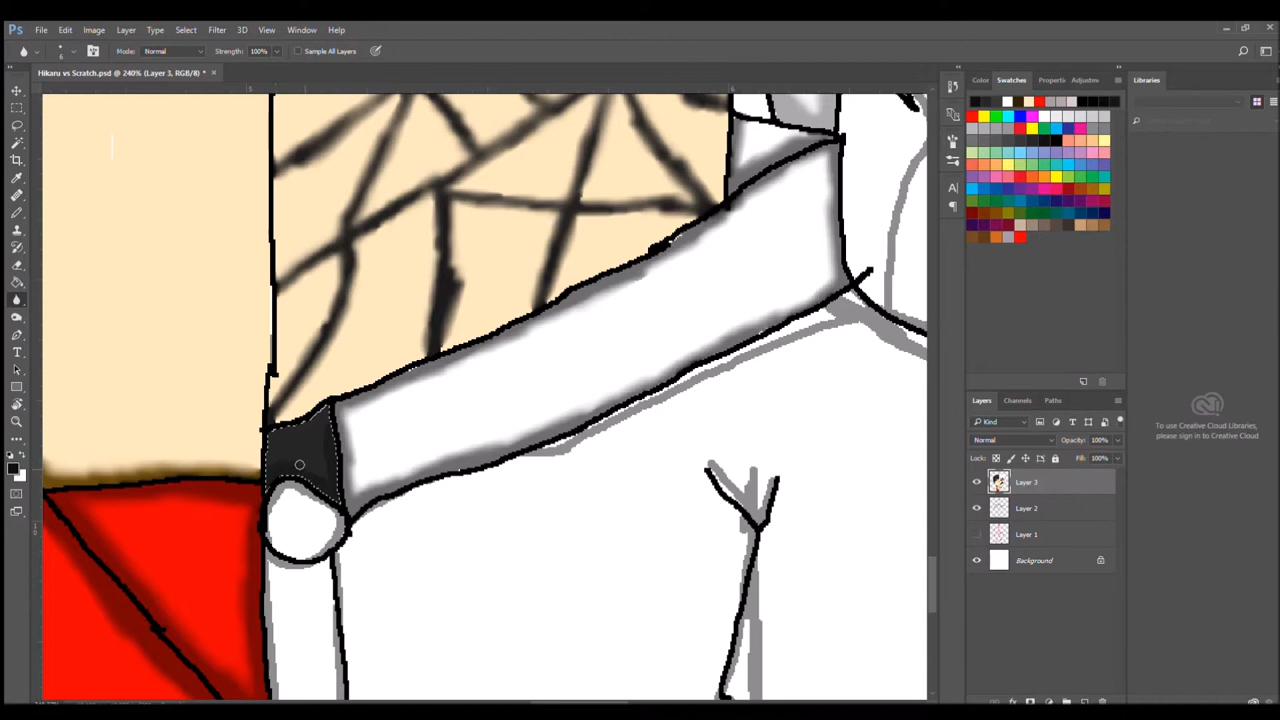 Ps File Edit Image Layer Type Select Filter 3D View Window Help
6 Mode: Normal Strength: 100% Sample All Layers
Hikaru vs Scratch.psd @ 240% (Layer 3, RGB/8) * ×
5 6
Color Swatches Properti Adjustme
Libraries
To use Creative Cloud Libraries,
please sign in to Creative Cloud
Layers Channels Paths
Kind
Normal Opacity: 100%
Lock: Fill: 100%
Layer 3
Layer 2
Layer 1
Background